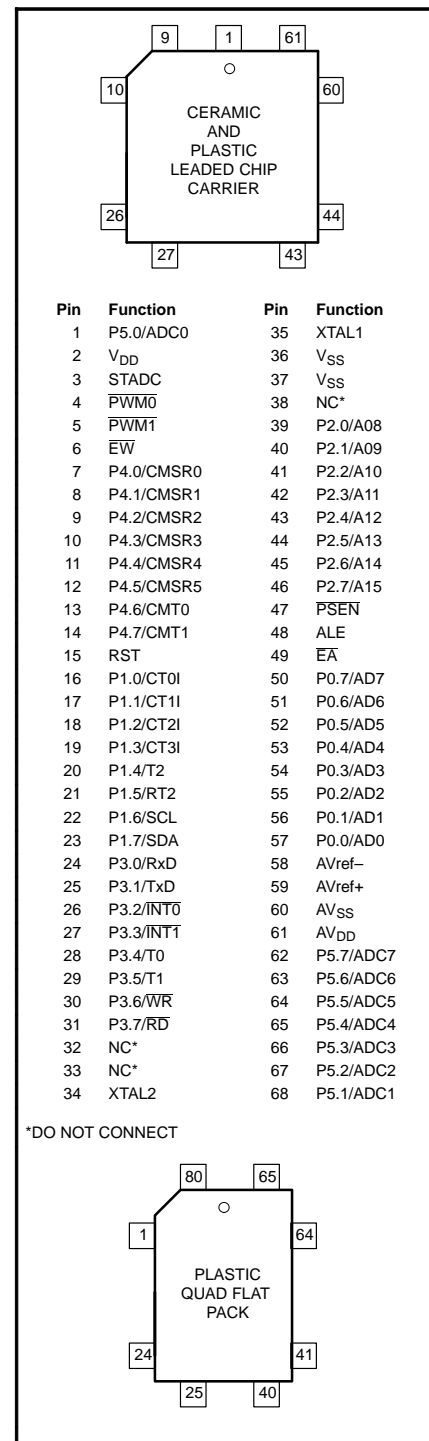 9 1 61
10 60
CERAMIC
AND
PLASTIC
LEADED CHIP
CARRIER
26 44
27 43
Pin Function Pin Function
1 P5.0/ADC0 35 XTAL1
2 VDD 36 VSS
3 STADC 37 VSS
4 P̅W̅M̅0̅ 38 NC*
5 P̅W̅M̅1̅ 39 P2.0/A08
6 E̅W̅ 40 P2.1/A09
7 P4.0/CMSR0 41 P2.2/A10
8 P4.1/CMSR1 42 P2.3/A11
9 P4.2/CMSR2 43 P2.4/A12
10 P4.3/CMSR3 44 P2.5/A13
11 P4.4/CMSR4 45 P2.6/A14
12 P4.5/CMSR5 46 P2.7/A15
13 P4.6/CMT0 47 P̅S̅E̅N̅
14 P4.7/CMT1 48 ALE
15 RST 49 E̅A̅
16 P1.0/CT0I 50 P0.7/AD7
17 P1.1/CT1I 51 P0.6/AD6
18 P1.2/CT2I 52 P0.5/AD5
19 P1.3/CT3I 53 P0.4/AD4
20 P1.4/T2 54 P0.3/AD3
21 P1.5/RT2 55 P0.2/AD2
22 P1.6/SCL 56 P0.1/AD1
23 P1.7/SDA 57 P0.0/AD0
24 P3.0/RxD 58 AVref–
25 P3.1/TxD 59 AVref+
26 P3.2/I̅N̅T̅0̅ 60 AVSS
27 P3.3/I̅N̅T̅1̅ 61 AVDD
28 P3.4/T0 62 P5.7/ADC7
29 P3.5/T1 63 P5.6/ADC6
30 P3.6/W̅R̅ 64 P5.5/ADC5
31 P3.7/R̅D̅ 65 P5.4/ADC4
32 NC* 66 P5.3/ADC3
33 NC* 67 P5.2/ADC2
34 XTAL2 68 P5.1/ADC1
*DO NOT CONNECT
80 65
1 64
PLASTIC
QUAD FLAT
PACK
24 41
25 40